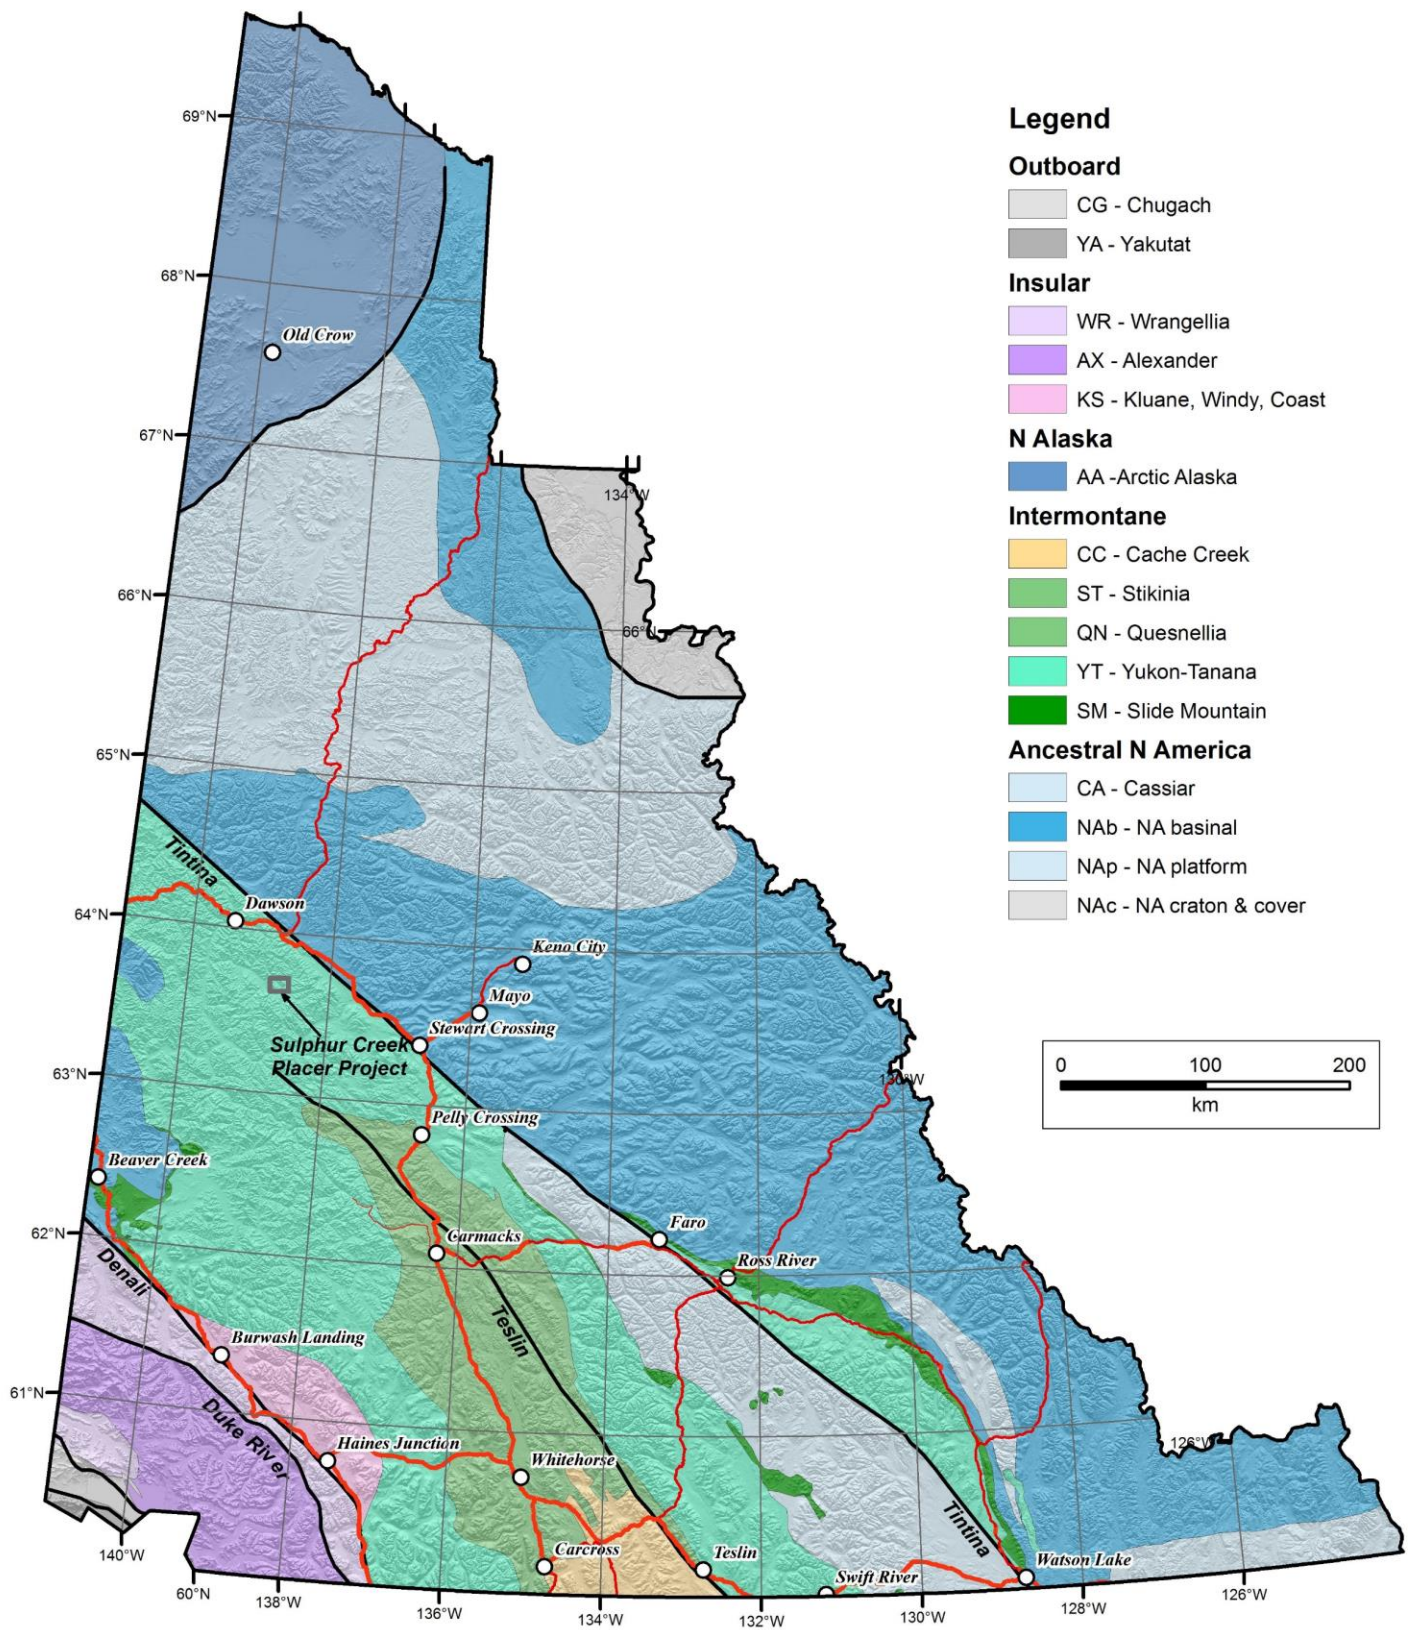 Legend
Outboard
CG - Chugach
YA - Yakutat
Insular
WR - Wrangellia
AX - Alexander
KS - Kluane, Windy, Coast
N Alaska
AA -Arctic Alaska
Intermontane
CC - Cache Creek
ST - Stikinia
QN - Quesnellia
YT - Yukon-Tanana
SM - Slide Mountain
Ancestral N America
CA - Cassiar
NAb - NA basinal
NAp - NA platform
NAc - NA craton & cover
0 100 200
km
69°N
68°N
Old Crow
67°N
134°W
66°N
66°N
65°N
Tintina
Dawson
64°N
Keno City
Mayo
Stewart Crossing
Sulphur Creek
Placer Project
63°N
130°W
Pelly Crossing
Beaver Creek
62°N
Faro
Carmacks
Ross River
Denali
Teslin
Burwash Landing
61°N
Duke River
Haines Junction
126°W
Whitehorse
Tintina
140°W
Carcross
Teslin
Watson Lake
Swift River
60°N
138°W
136°W
134°W
132°W
130°W
128°W
126°W